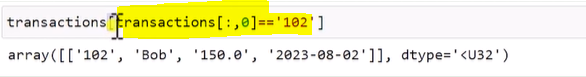 transactions[transactions[:,0]=='102']
array([['102', 'Bob', '150.0', '2023-08-02']], dtype='<U32')